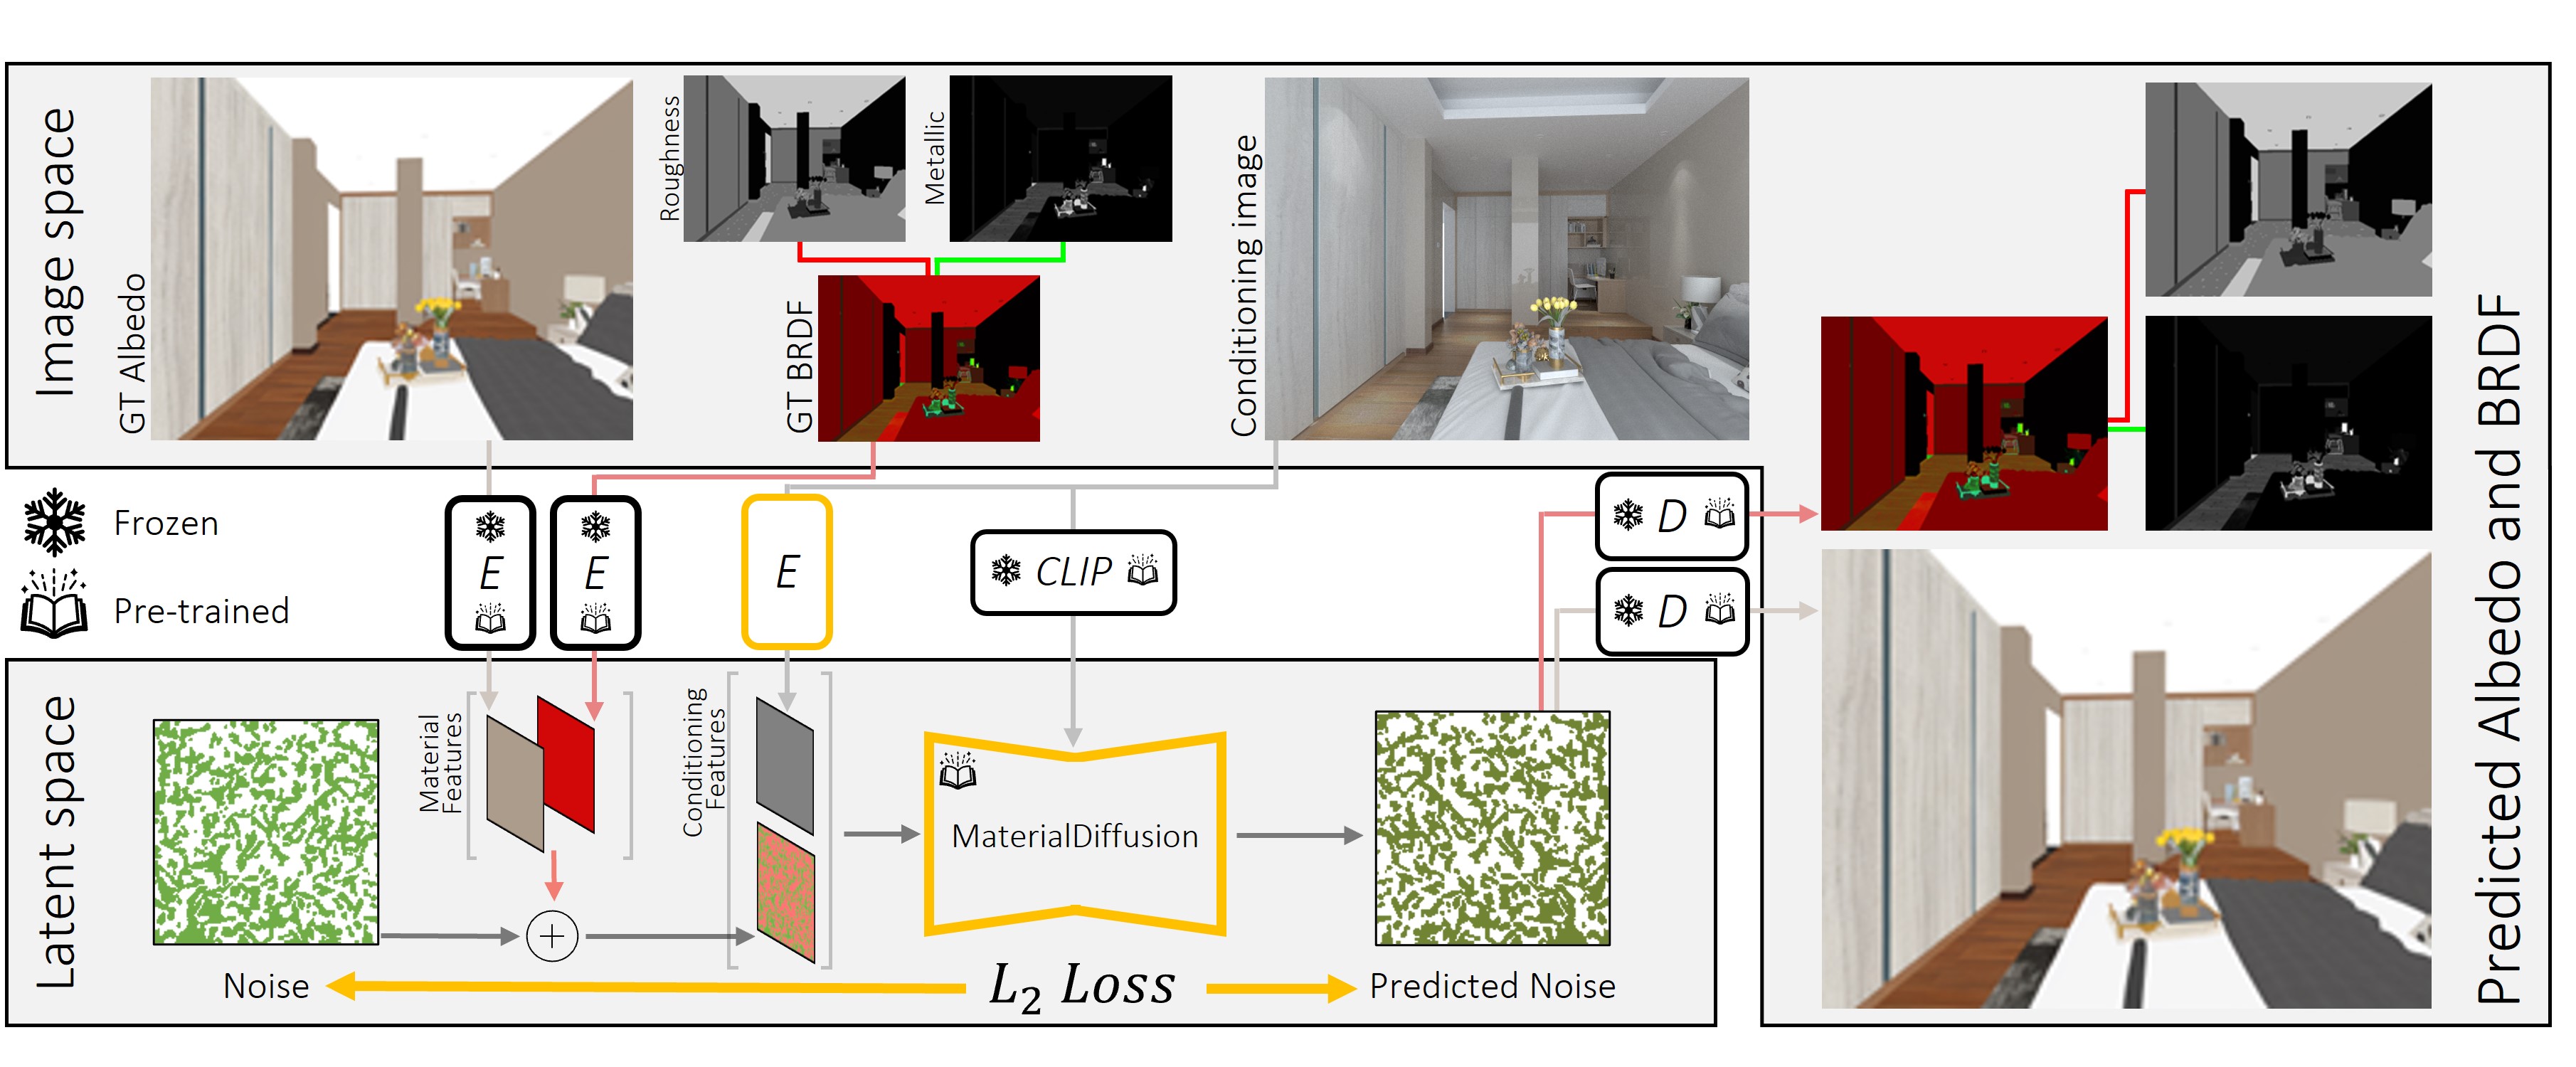 Image space
GT Albedo
Roughness
Metallic
GT BRDF
Conditioning image
Frozen
Pre-trained
E
E
E
CLIP
D
D
Predicted Albedo and BRDF
Latent space
Material
Features
Conditioning
Features
MaterialDiffusion
+
Noise
L₂ Loss
Predicted Noise